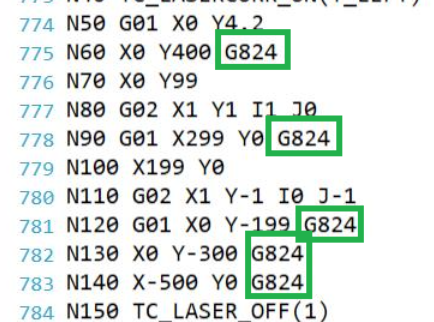 774 N50 G01 X0 Y4.2
775 N60 X0 Y400 G824
776 N70 X0 Y99
777 N80 G02 X1 Y1 I1 J0
778 N90 G01 X299 Y0 G824
779 N100 X199 Y0
780 N110 G02 X1 Y-1 I0 J-1
781 N120 G01 X0 Y-199 G824
782 N130 X0 Y-300 G824
783 N140 X-500 Y0 G824
784 N150 TC_LASER_OFF(1)